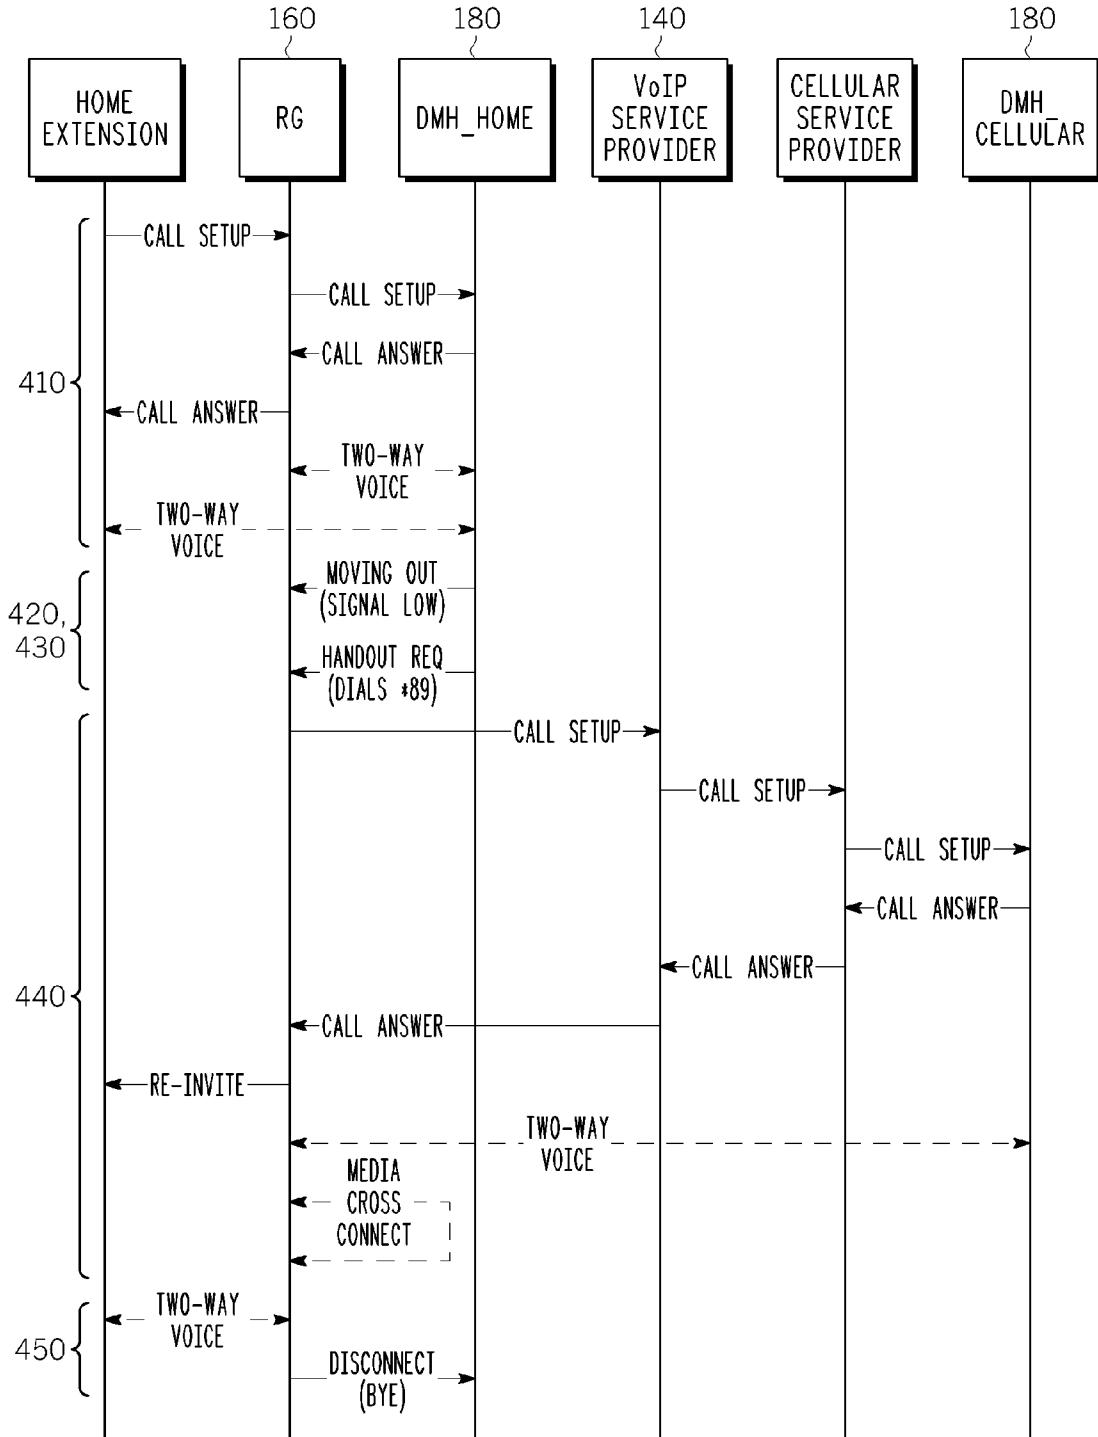 160
180
140
180
HOME
EXTENSION
RG
DMH_HOME
VoIP
SERVICE
PROVIDER
CELLULAR
SERVICE
PROVIDER
DMH_
CELLULAR
CALL SETUP
CALL SETUP
CALL ANSWER
410
CALL ANSWER
TWO-WAY
VOICE
TWO-WAY
VOICE
MOVING OUT
(SIGNAL LOW)
420,
430
HANDOUT REQ
(DIALS *89)
CALL SETUP
CALL SETUP
CALL SETUP
CALL ANSWER
CALL ANSWER
440
CALL ANSWER
RE-INVITE
TWO-WAY
VOICE
MEDIA
CROSS
CONNECT
TWO-WAY
VOICE
450
DISCONNECT
(BYE)